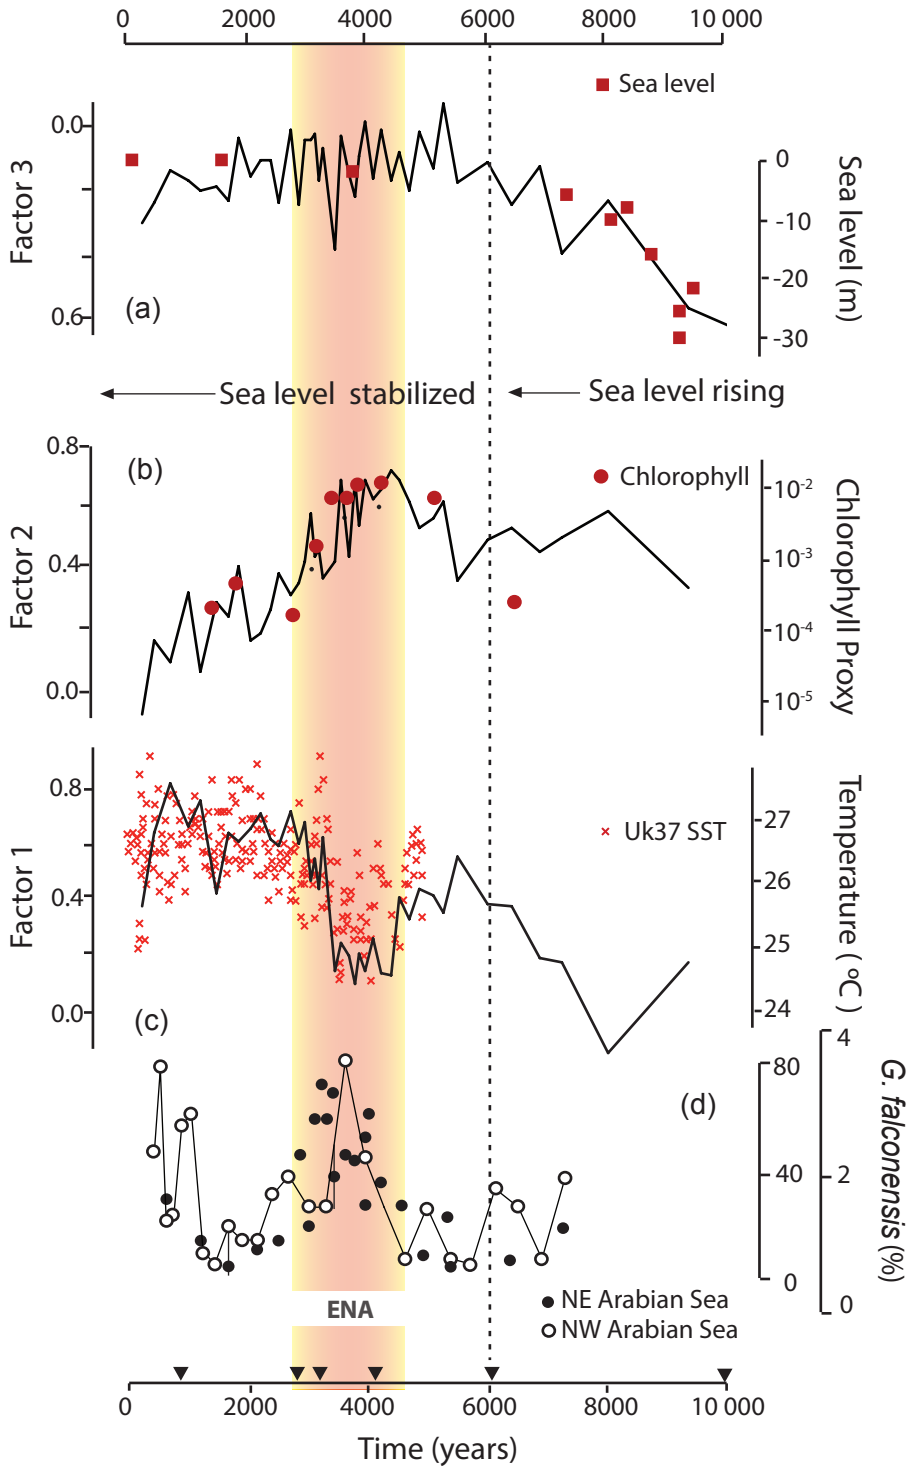 0 2000 4000 6000 8000 10 000
Sea level
0.0
0.6
Factor 3
0
-10
-20
-30
Sea level (m)
(a)
Sea level stabilized
Sea level rising
0.8
0.4
0.0
Factor 2
(b)
Chlorophyll
10-2
10-3
10-4
10-5
Chlorophyll Proxy
0.8
0.4
0.0
Factor 1
Uk37 SST
27
26
25
24
Temperature ( ºC)
(c)
(d)
80
40
0
4
2
0
G. falconensis (%)
ENA
NE Arabian Sea
NW Arabian Sea
0 2000 4000 6000 8000 10 000
Time (years)